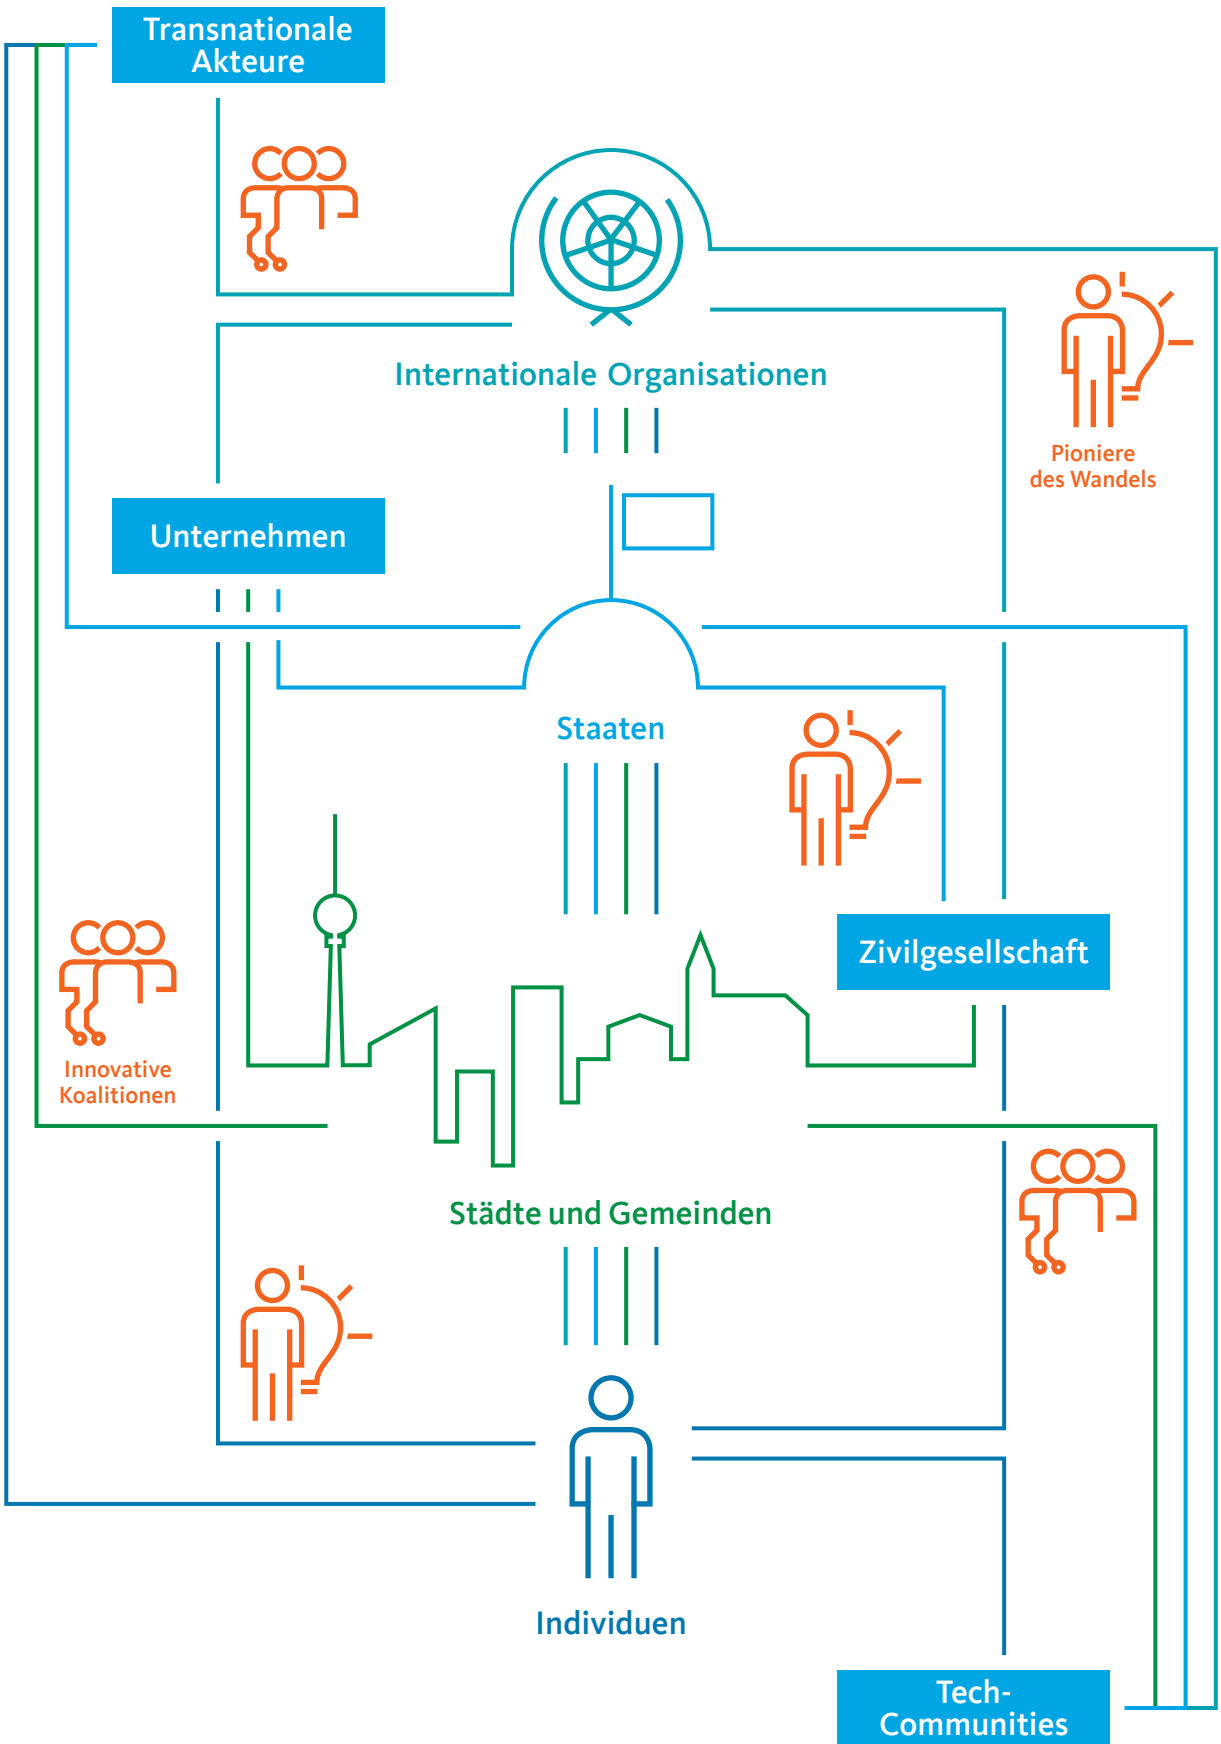 Transnationale
Akteure
Internationale Organisationen
Pioniere
des Wandels
Unternehmen
Staaten
Zivilgesellschaft
Innovative
Koalitionen
Städte und Gemeinden
Individuen
Tech-
Communities